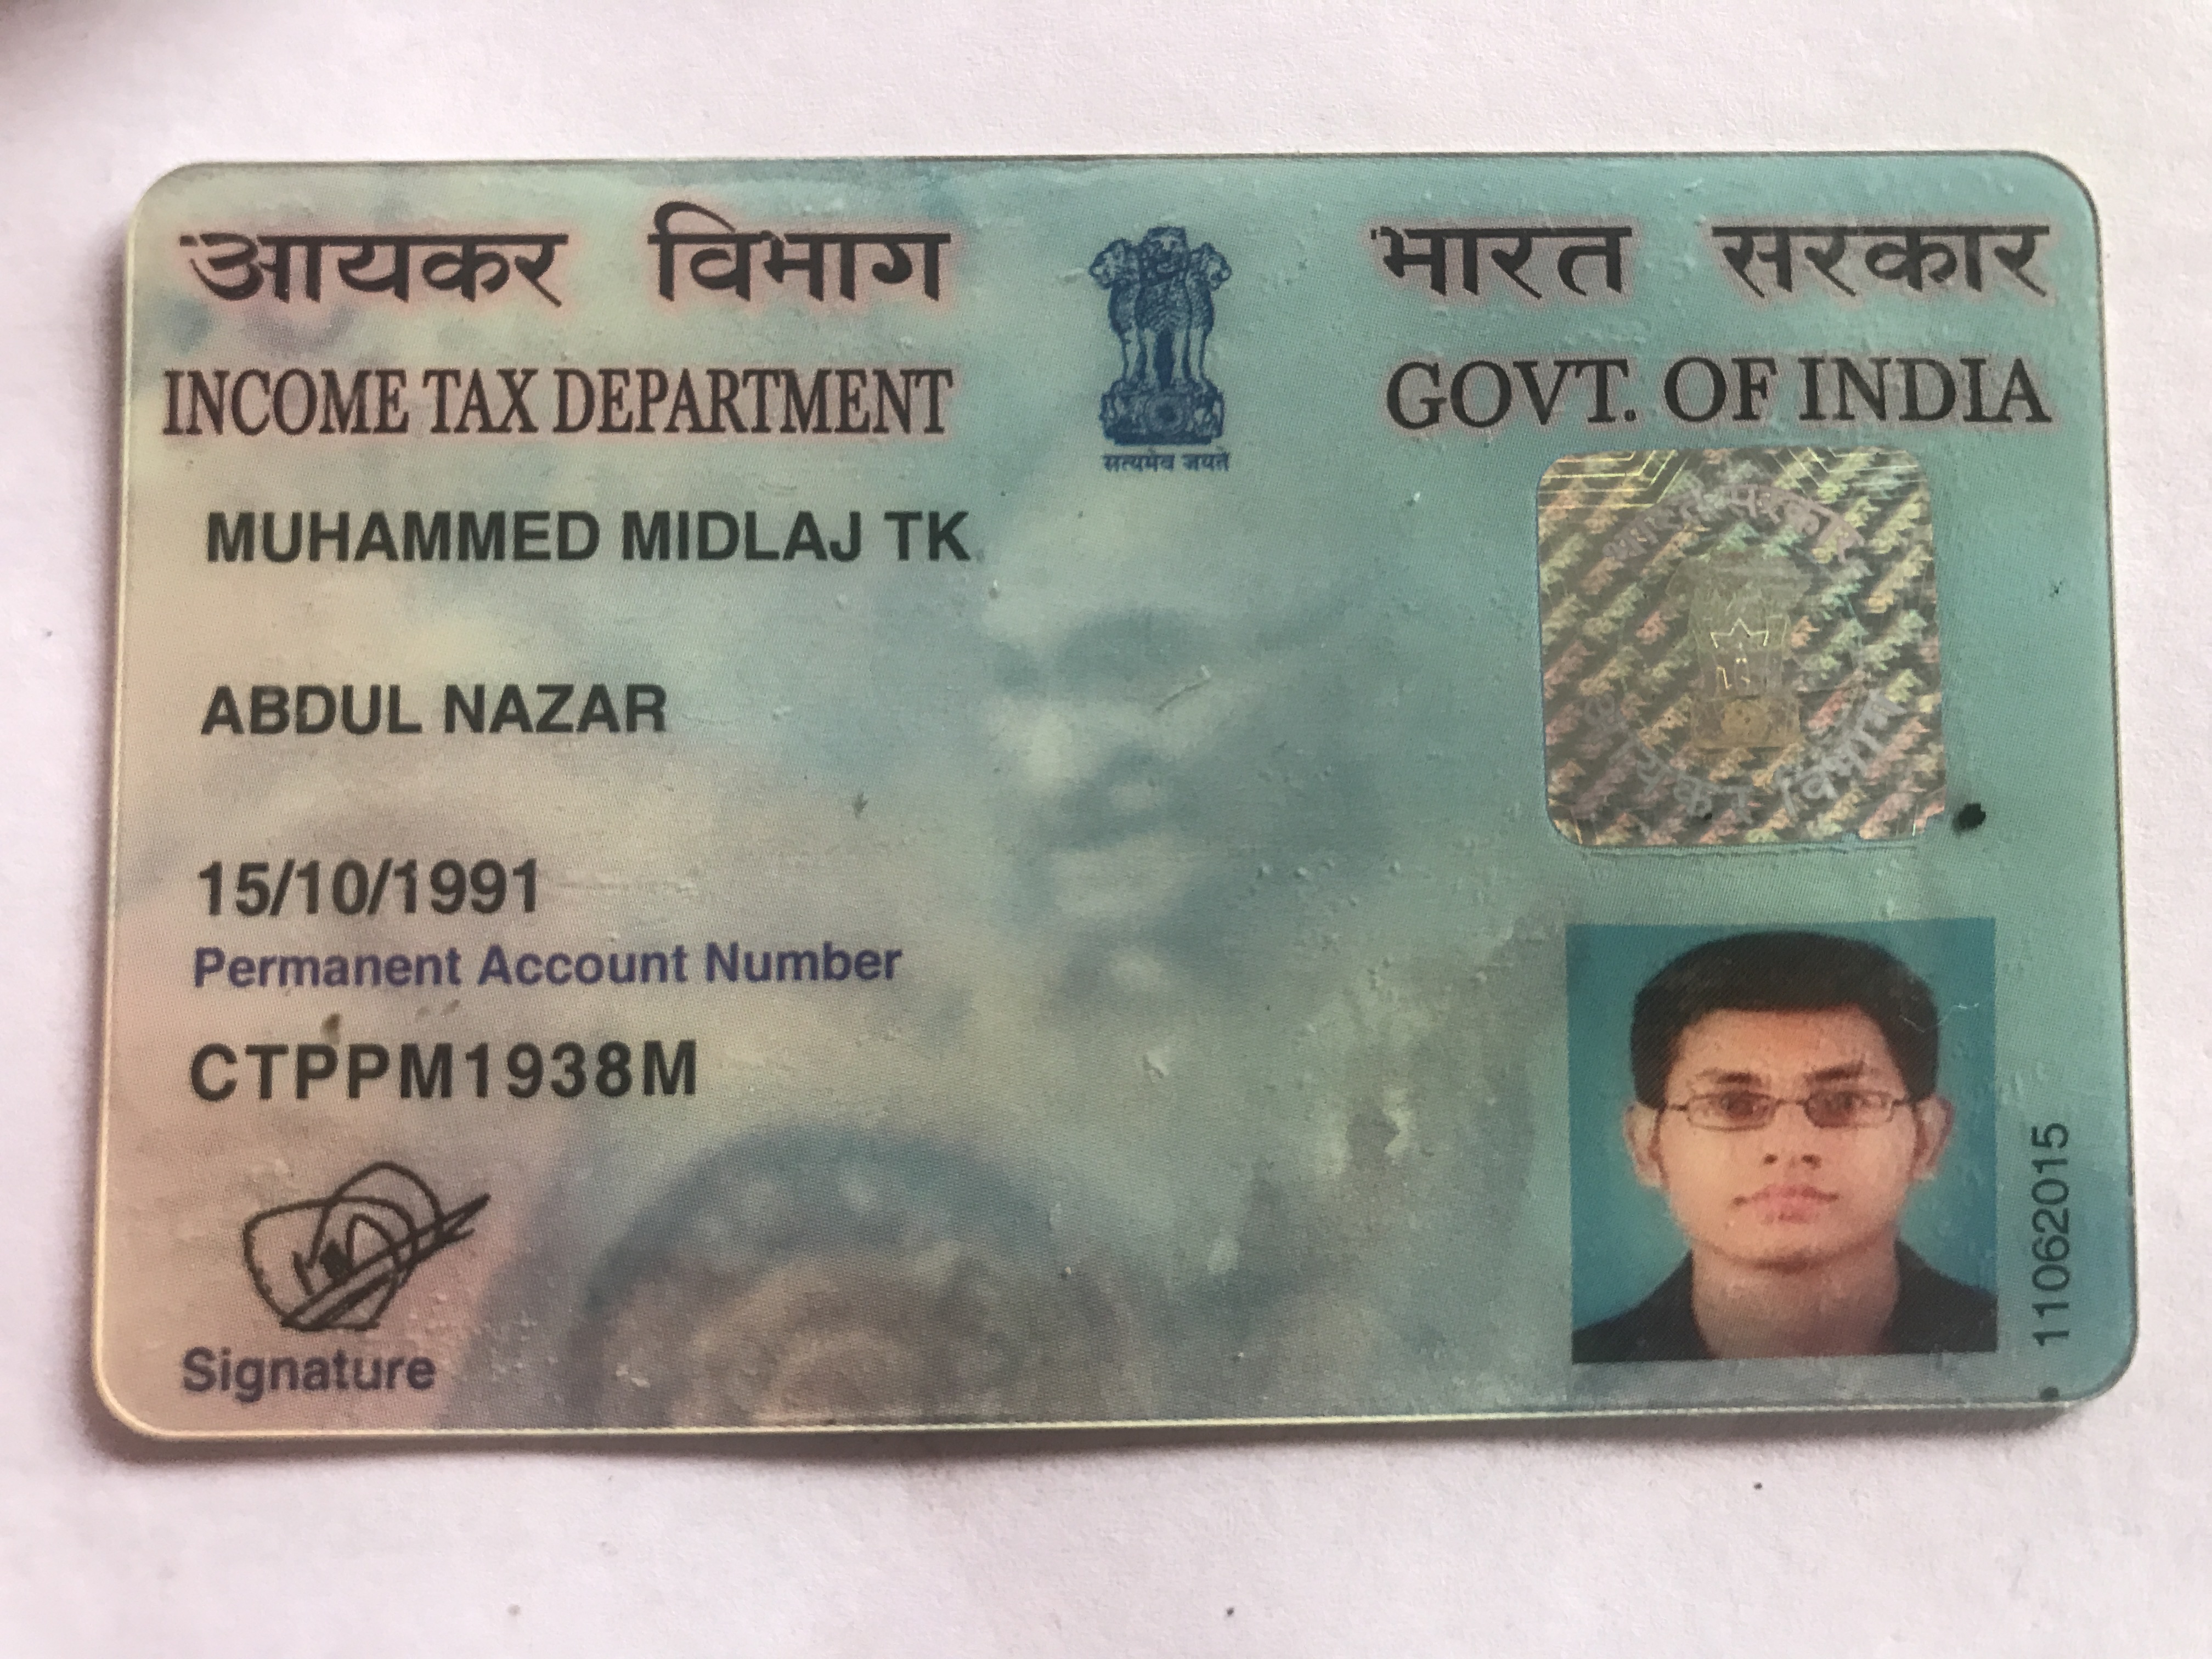 आयकर विभाग
INCOME TAX DEPARTMENT
सत्यमेव जयते
भारत सरकार
GOVT. OF INDIA
MUHAMMED MIDLAJ TK
ABDUL NAZAR
15/10/1991
Permanent Account Number
CTPPM1938M
Signature
11062015